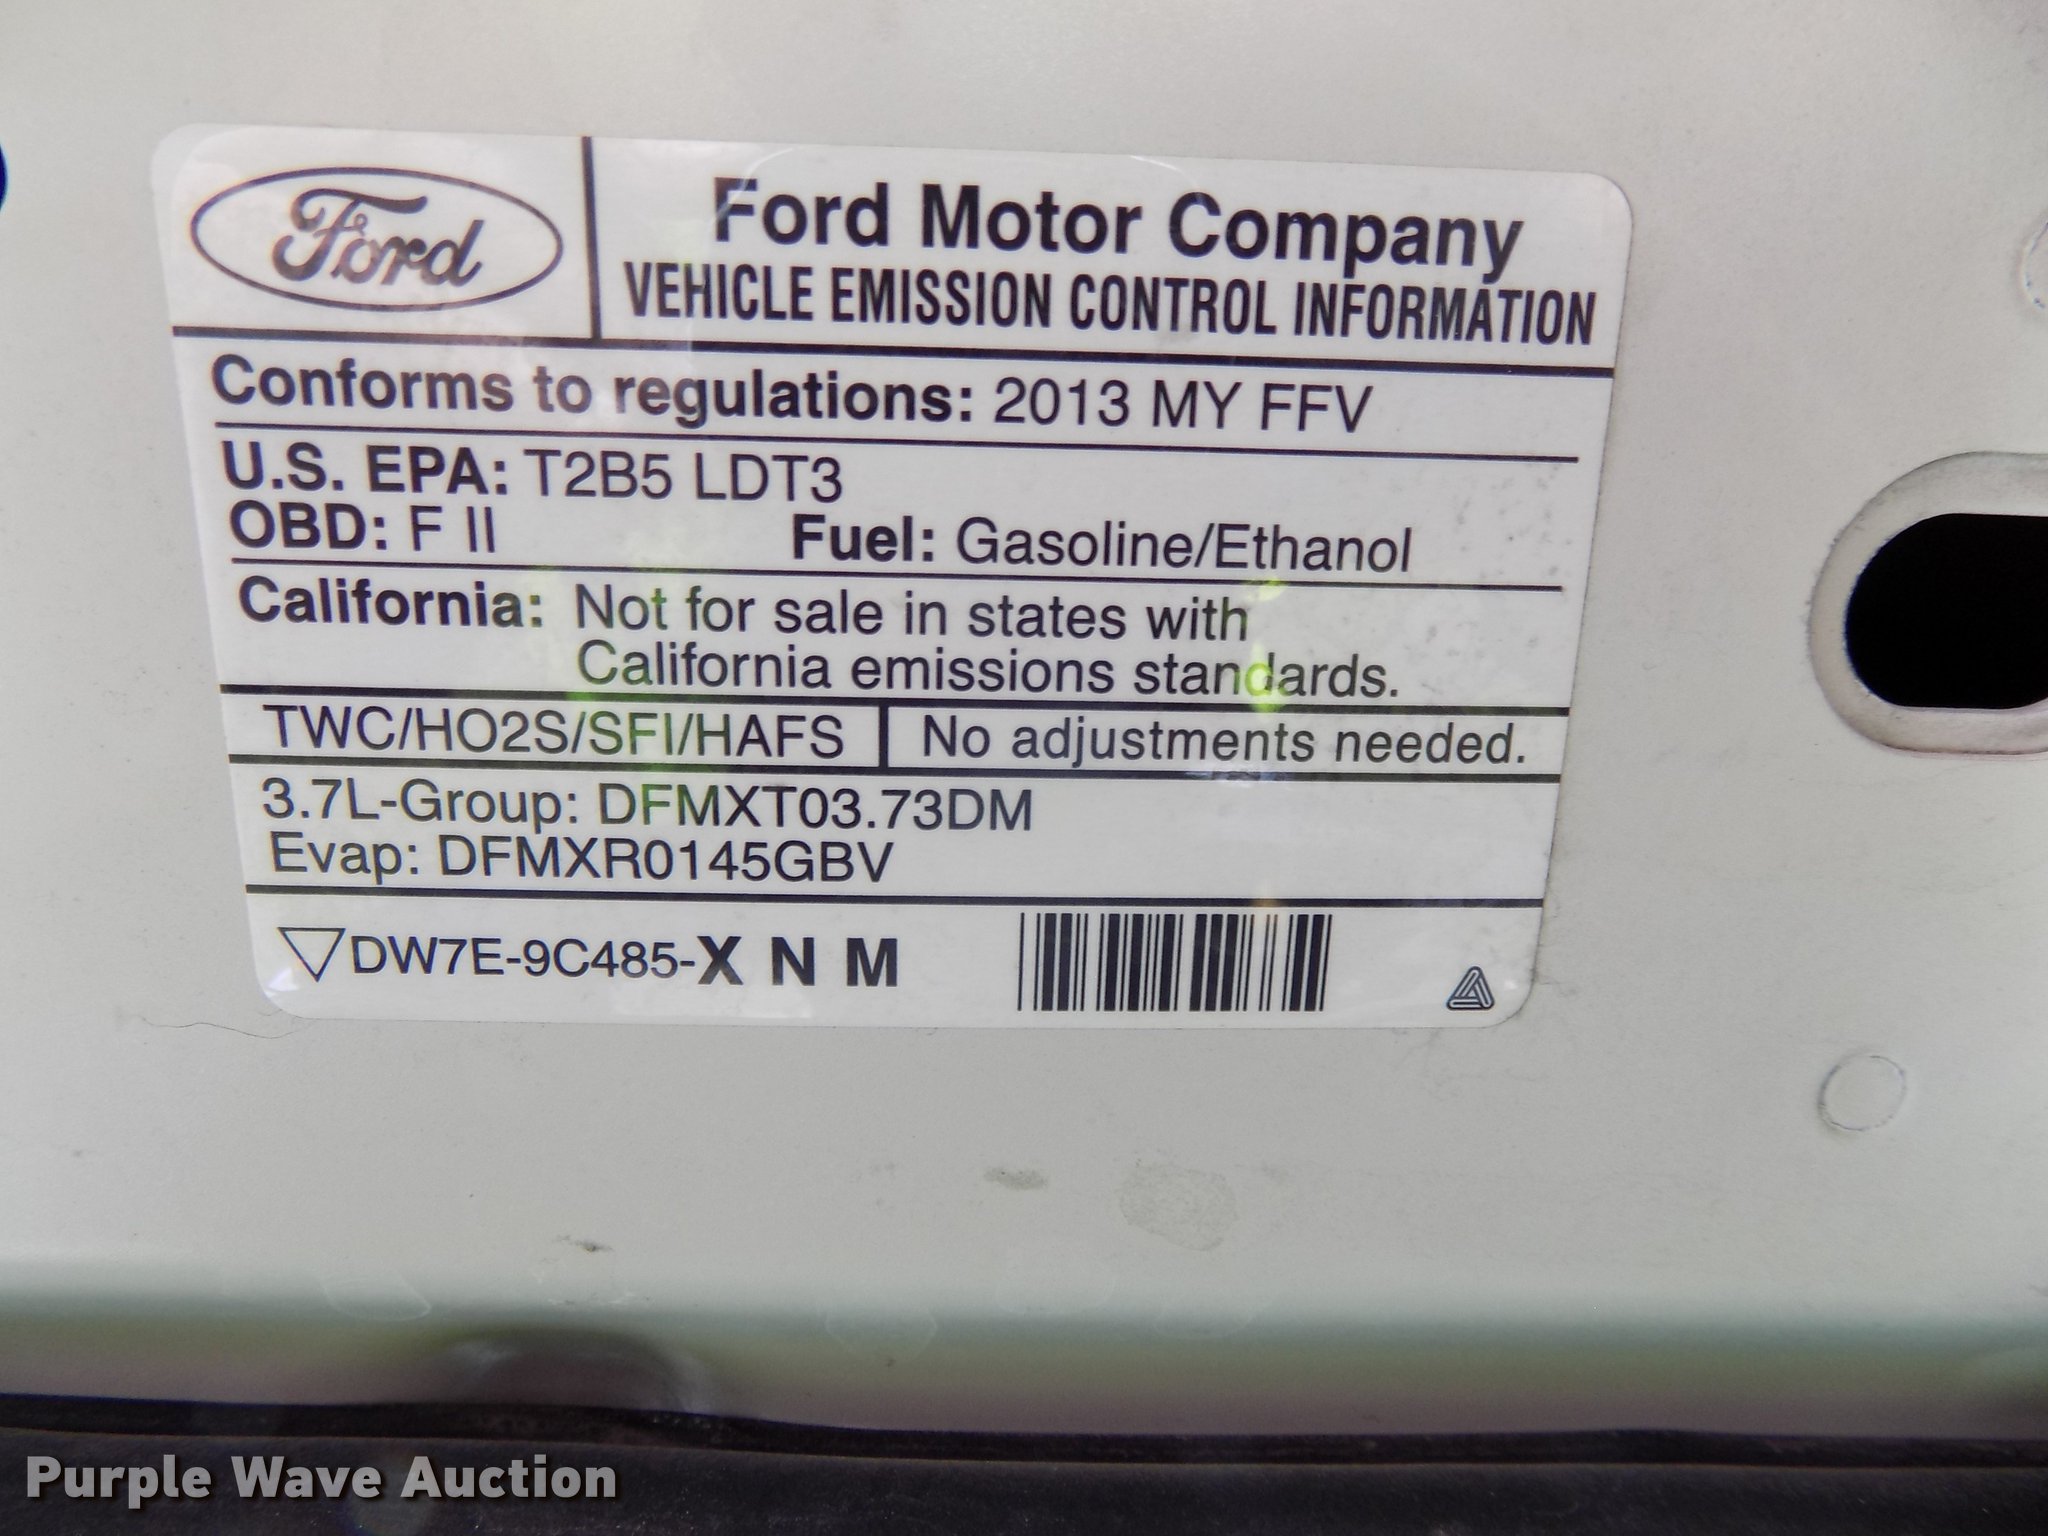 Ford
Ford Motor Company
VEHICLE EMISSION CONTROL INFORMATION
Conforms to regulations: 2013 MY FFV
U.S. EPA: T2B5 LDT3
OBD: F II Fuel: Gasoline/Ethanol
California: Not for sale in states with
California emissions standards.
TWC/HO2S/SFI/HAFS No adjustments needed.
3.7L-Group: DFMXT03.73DM
Evap: DFMXR0145GBV
DW7E-9C485-X N M
Purple Wave Auction